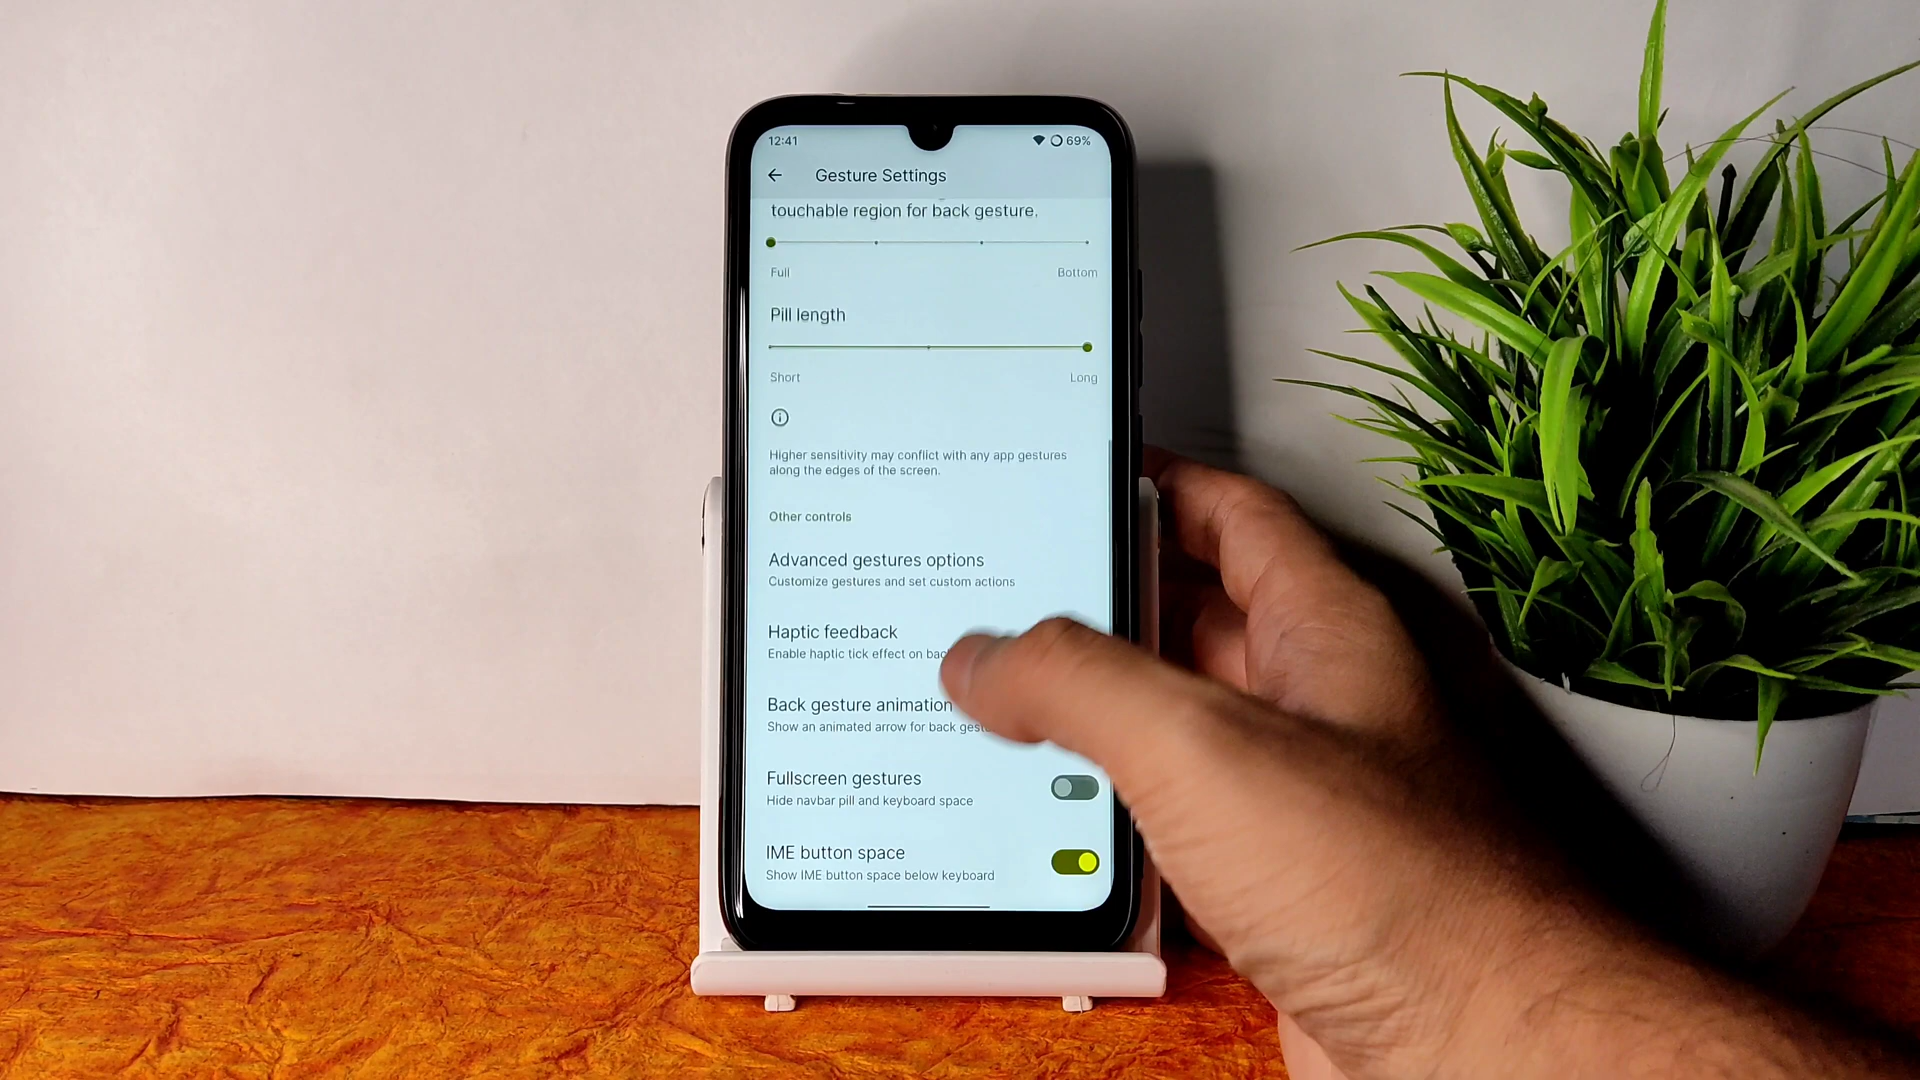 12:41
69%
Gesture Settings
touchable region for back gesture.
Full
Bottom
Pill length
Short
Long
Higher sensitivity may conflict with any app gestures
along the edges of the screen.
Other controls
Advanced gestures options
Customize gestures and set custom actions
Haptic feedback
Enable haptic tick effect on
Back gesture animation
Show an animated arrow for back
Fullscreen gestures
Hide navbar pill and keyboard space
IME button space
Show IME button space below keyboard